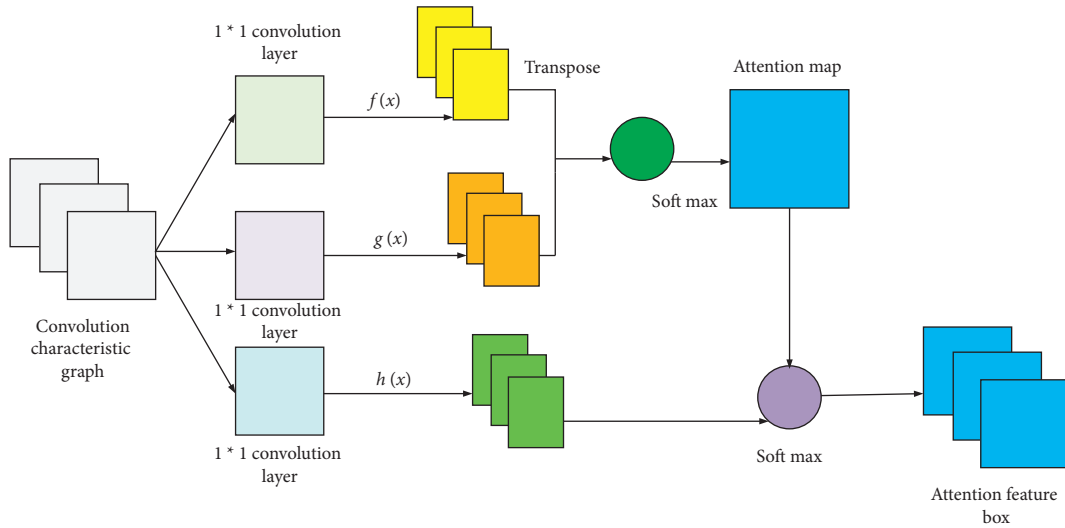 1 * 1 convolution
layer
f (x)
Transpose
Attention map
Soft max
g (x)
1 * 1 convolution
layer
Convolution
characteristic
graph
h (x)
1 * 1 convolution
layer
Soft max
Attention feature
box